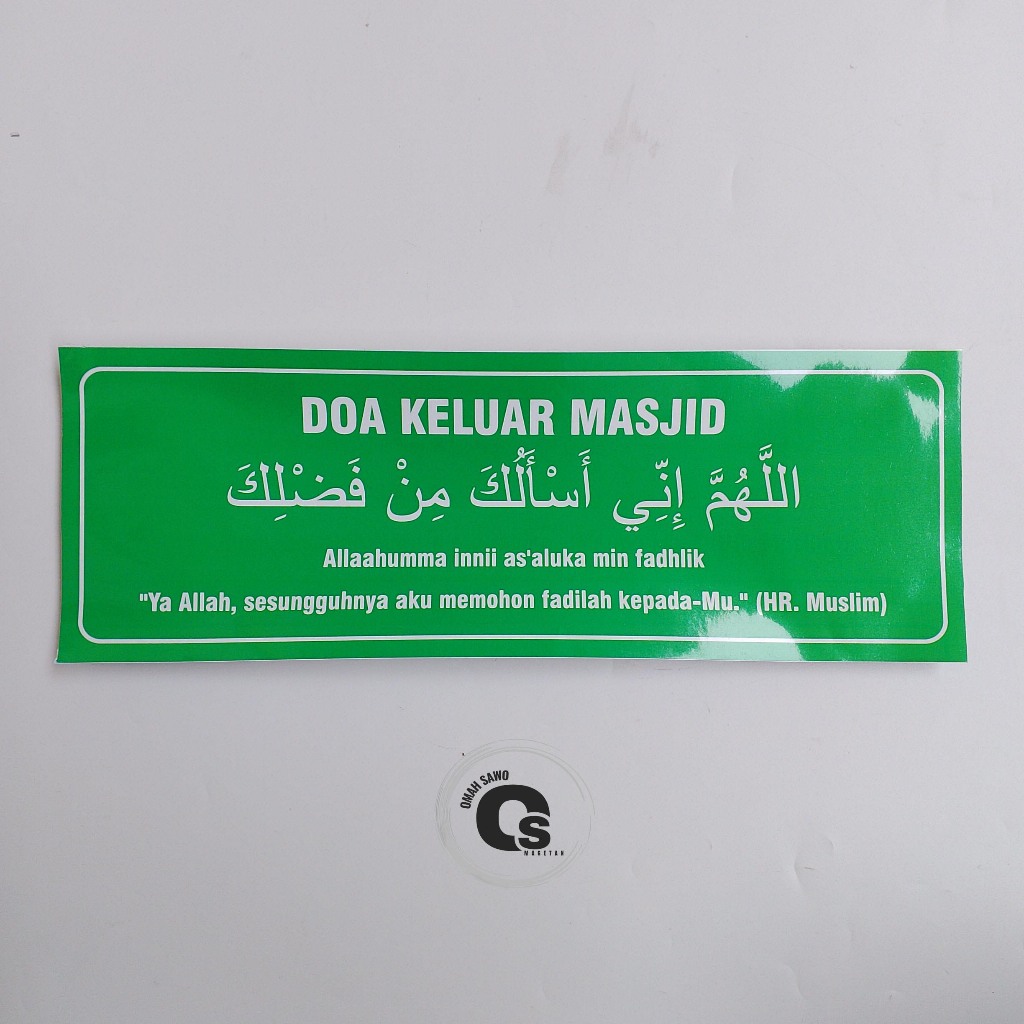 DOA KELUAR MASJID
اللَّهُمَّ إِنِّي أَسْأَلُكَ مِنْ فَضْلِكَ
Allaahumma innii as'aluka min fadhlik
"Ya Allah, sesungguhnya aku memohon fadilah kepada-Mu." (HR. Muslim)
OMAH SAWO
Os
MAGETAN